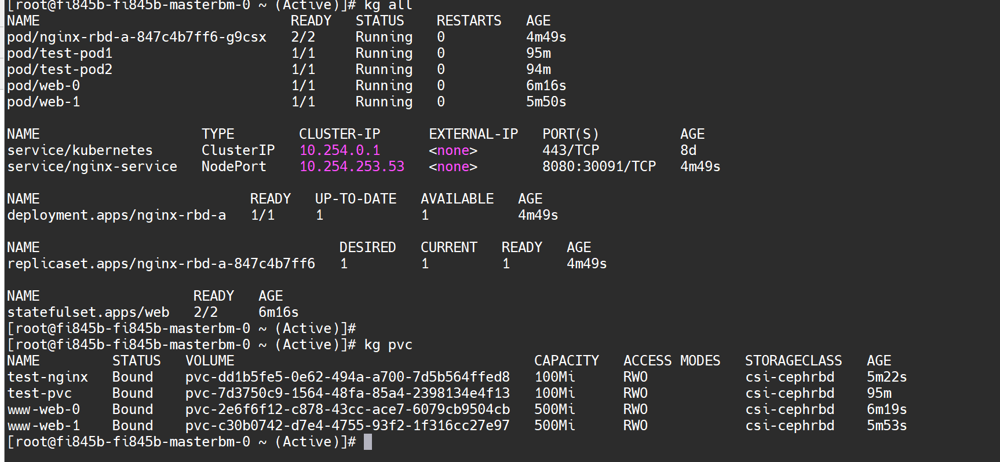 [root@fi845b-fi845b-masterbm-0 ~ (Active)]# kg all
NAME READY STATUS RESTARTS AGE
pod/nginx-rbd-a-847c4b7ff6-g9csx 2/2 Running 0 4m49s
pod/test-pod1 1/1 Running 0 95m
pod/test-pod2 1/1 Running 0 94m
pod/web-0 1/1 Running 0 6m16s
pod/web-1 1/1 Running 0 5m50s
NAME TYPE CLUSTER-IP EXTERNAL-IP PORT(S) AGE
service/kubernetes ClusterIP 10.254.0.1 <none> 443/TCP 8d
service/nginx-service NodePort 10.254.253.53 <none> 8080:30091/TCP 4m49s
NAME READY UP-TO-DATE AVAILABLE AGE
deployment.apps/nginx-rbd-a 1/1 1 1 4m49s
NAME DESIRED CURRENT READY AGE
replicaset.apps/nginx-rbd-a-847c4b7ff6 1 1 1 4m49s
NAME READY AGE
statefulset.apps/web 2/2 6m16s
[root@fi845b-fi845b-masterbm-0 ~ (Active)]#
[root@fi845b-fi845b-masterbm-0 ~ (Active)]# kg pvc
NAME STATUS VOLUME CAPACITY ACCESS MODES STORAGECLASS AGE
test-nginx Bound pvc-dd1b5fe5-0e62-494a-a700-7d5b564ffed8 100Mi RWO csi-cephrbd 5m22s
test-pvc Bound pvc-7d3750c9-1564-48fa-85a4-2398134e4f13 100Mi RWO csi-cephrbd 95m
www-web-0 Bound pvc-2e6f6f12-c878-43cc-ace7-6079cb9504cb 500Mi RWO csi-cephrbd 6m19s
www-web-1 Bound pvc-c30b0742-d7e4-4755-93f2-1f316cc27e97 500Mi RWO csi-cephrbd 5m53s
[root@fi845b-fi845b-masterbm-0 ~ (Active)]#